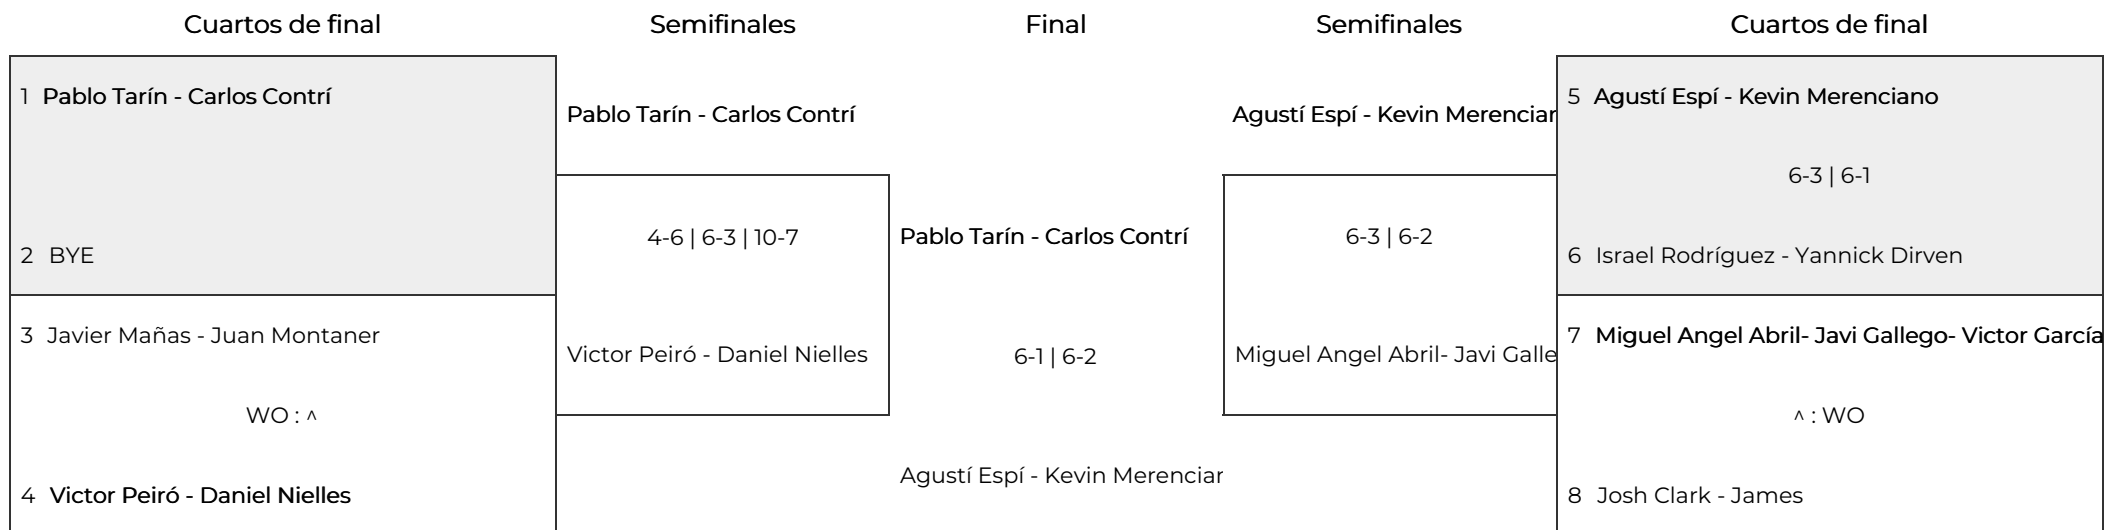 Cuartos de final
Semifinales
Final
Semifinales
Cuartos de final
1 Pablo Tarín - Carlos Contrí
2 BYE
3 Javier Mañas - Juan Montaner
WO : ^
4 Victor Peiró - Daniel Nielles
Pablo Tarín - Carlos Contrí
4-6 | 6-3 | 10-7
Victor Peiró - Daniel Nielles
Pablo Tarín - Carlos Contrí
6-1 | 6-2
Agustí Espí - Kevin Merenciar
Agustí Espí - Kevin Merenciar
6-3 | 6-2
Miguel Angel Abril- Javi Galle
5 Agustí Espí - Kevin Merenciano
6-3 | 6-1
6 Israel Rodríguez - Yannick Dirven
7 Miguel Angel Abril- Javi Gallego- Victor García
^ : WO
8 Josh Clark - James